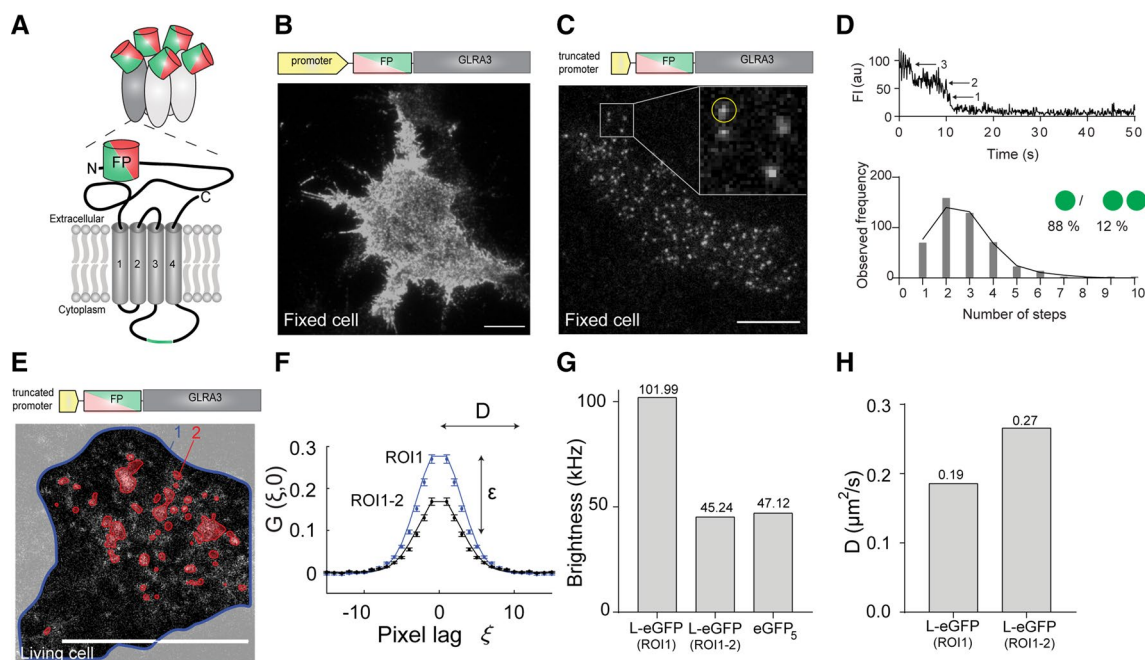 A
FP
N
C
Extracellular
1 2 3 4
Cytoplasm
B
promoter FP GLRA3
Fixed cell
C
truncated
promoter
FP GLRA3
Fixed cell
D
FI (au)
100
50
0
3
2
1
0 10 20 30 40 50
Time (s)
Observed frequency
200
100
0
/
88 % 12 %
0 1 2 3 4 5 6 7 8 9 10
Number of steps
E
truncated
promoter
FP GLRA3
1 2
Living cell
F
D
G (ξ,0)
0.3
0.2
0.1
0
ROI1
ROI1-2
ε
-10 0 10
Pixel lag ξ
G
Brightness (kHz)
100
50
0
101.99
45.24
47.12
L-eGFP
(ROI1)
L-eGFP
(ROI1-2)
eGFP5
H
D (μm²/s)
0.3
0.2
0.1
0.0
0.19
0.27
L-eGFP
(ROI1)
L-eGFP
(ROI1-2)